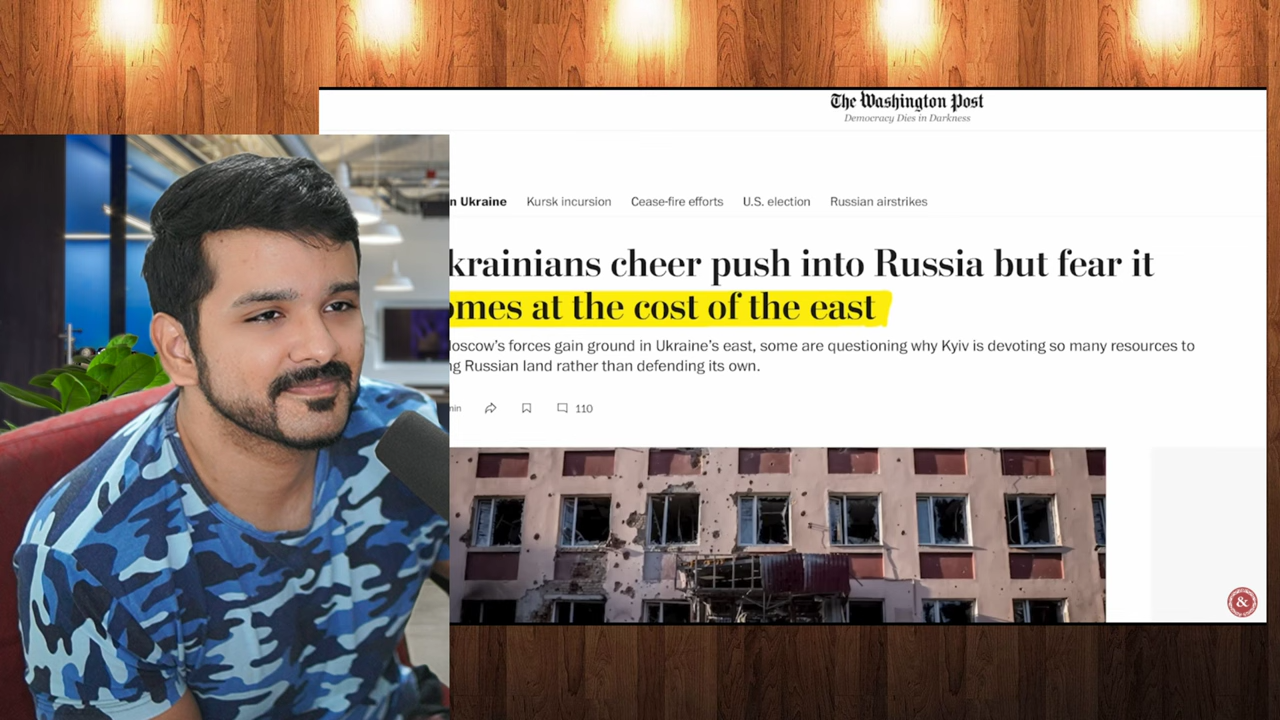 The Washington Post
Democracy Dies in Darkness
n Ukraine Kursk incursion Cease-fire efforts U.S. election Russian airstrikes
krainians cheer push into Russia but fear it
omes at the cost of the east
oscow's forces gain ground in Ukraine's east, some are questioning why Kyiv is devoting so many resources to
ng Russian land rather than defending its own.
min 110
&